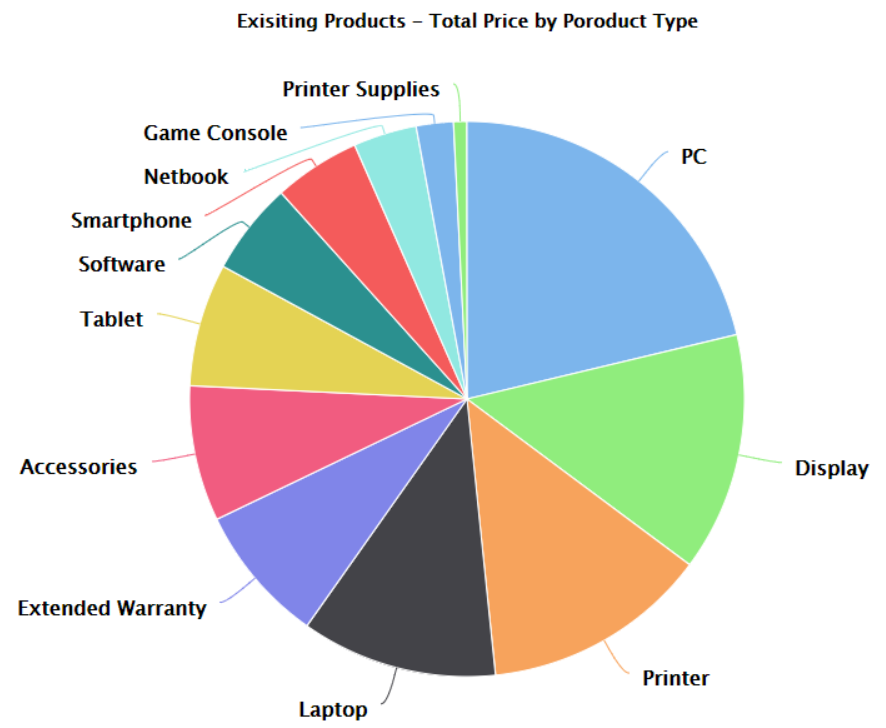 Exisiting Products – Total Price by Poroduct Type
Printer Supplies
Game Console
PC
Netbook
Smartphone
Software
Tablet
Accessories
Display
Extended Warranty
Printer
Laptop